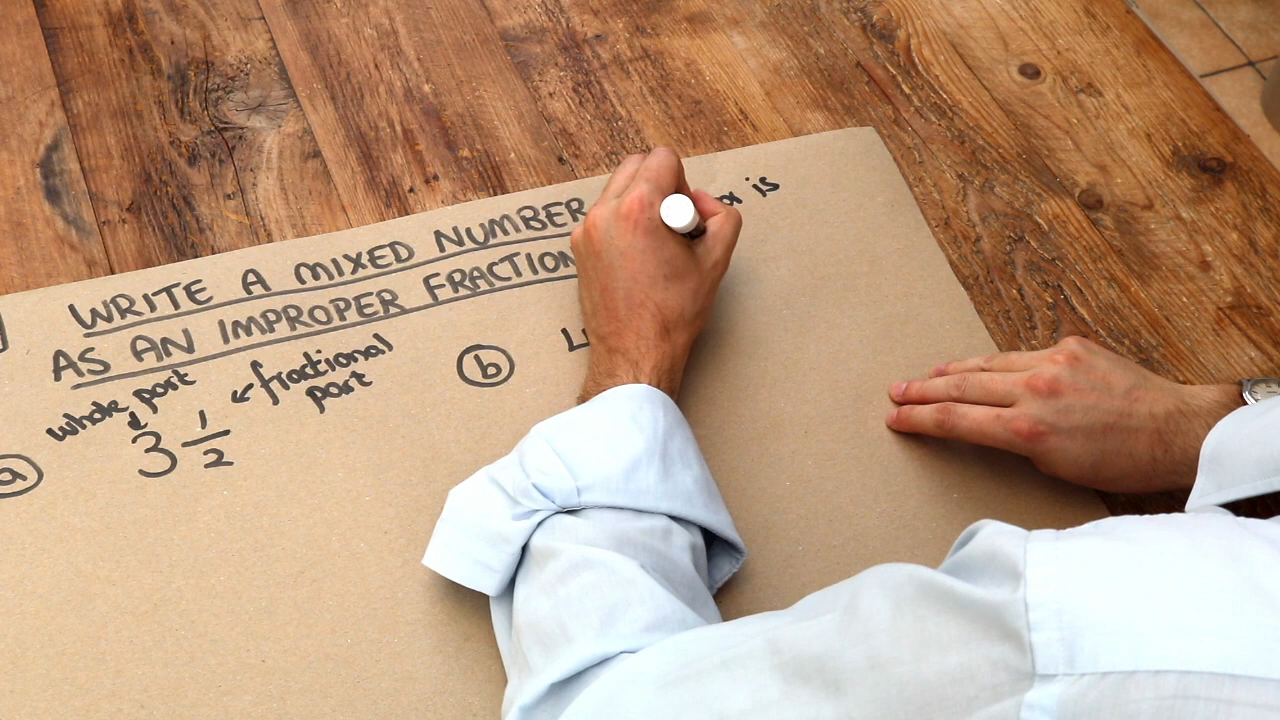 WRITE A MIXED NUMBER
AS AN IMPROPER FRACTION
is
whole part
fractional
part
a
3 1/2
b